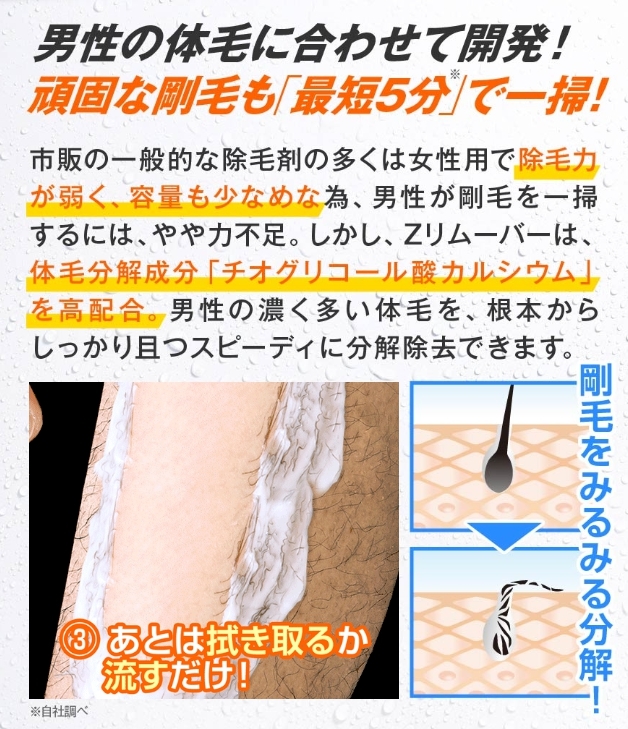 男性の体毛に合わせて開発！
頑固な剛毛も「最短5分※」で一掃！
市販の一般的な除毛剤の多くは女性用で除毛力
が弱く、容量も少なめな為、男性が剛毛を一掃
するには、やや力不足。しかし、Zリムーバーは、
体毛分解成分「チオグリコール酸カルシウム」
を高配合。男性の濃く多い体毛を、根本から
しっかり且つスピーディに分解除去できます。
剛毛をみるみる分解！
③ あとは拭き取るか
流すだけ！
※自社調べ